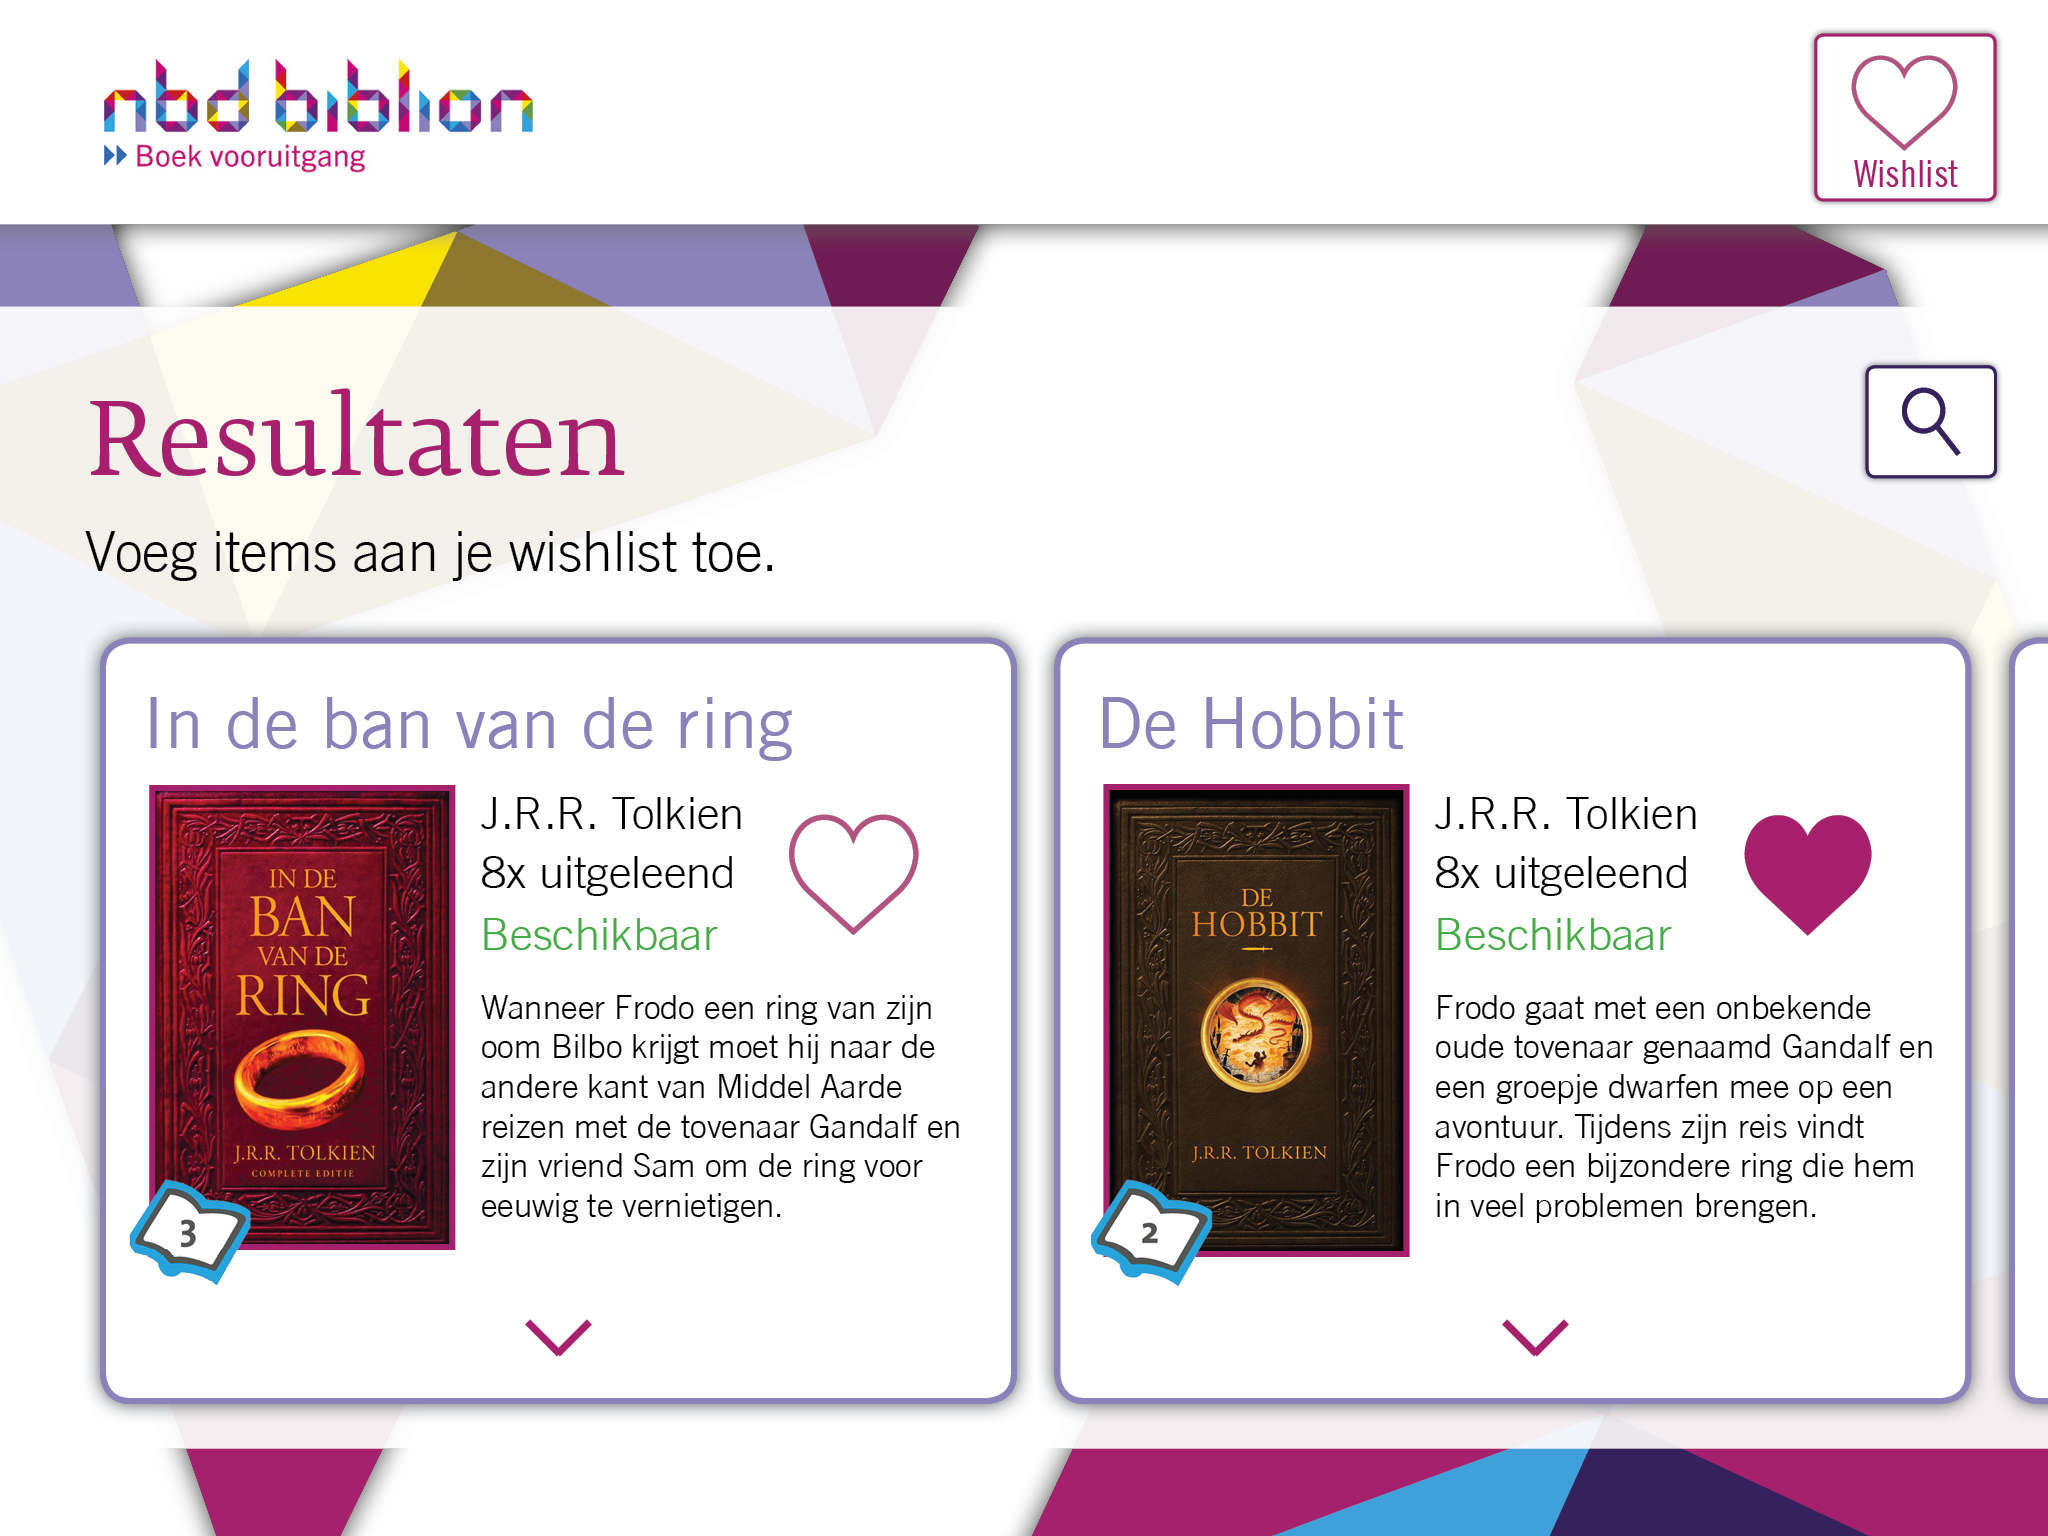 nbd biblion
Boek vooruitgang
Wishlist
Resultaten
Voeg items aan je wishlist toe.
In de ban van de ring
IN DE
BAN
VAN DE
RING
J.R.R. TOLKIEN
COMPLETE EDITIE
3
J.R.R. Tolkien
8x uitgeleend
Beschikbaar
Wanneer Frodo een ring van zijn
oom Bilbo krijgt moet hij naar de
andere kant van Middel Aarde
reizen met de tovenaar Gandalf en
zijn vriend Sam om de ring voor
eeuwig te vernietigen.
De Hobbit
DE
HOBBIT
J.R.R. TOLKIEN
2
J.R.R. Tolkien
8x uitgeleend
Beschikbaar
Frodo gaat met een onbekende
oude tovenaar genaamd Gandalf en
een groepje dwarfen mee op een
avontuur. Tijdens zijn reis vindt
Frodo een bijzondere ring die hem
in veel problemen brengen.